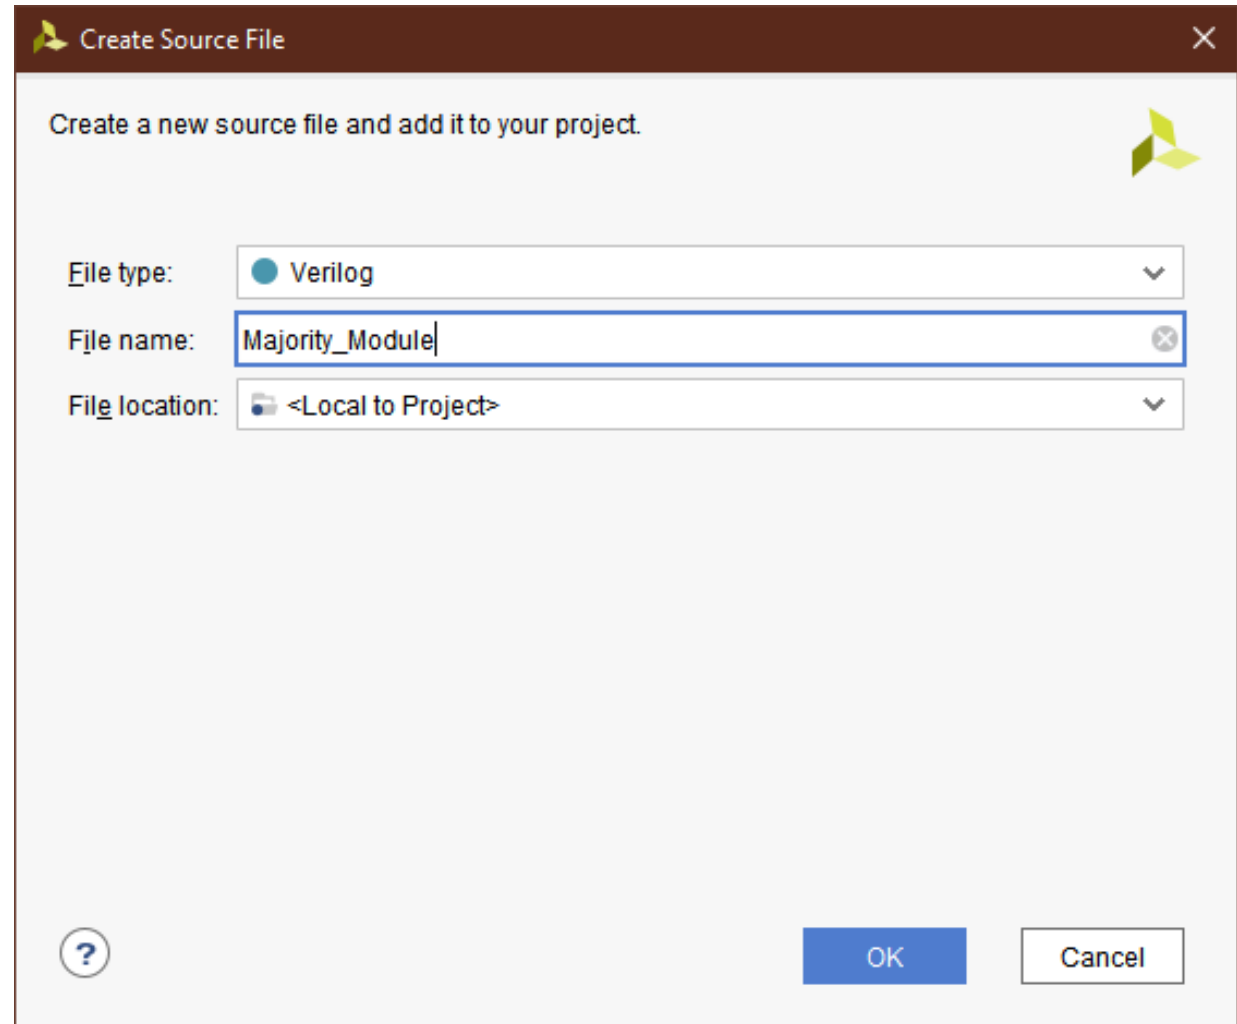 Create Source File
Create a new source file and add it to your project.
File type: Verilog
File name: Majority_Module
File location: <Local to Project>
? OK Cancel